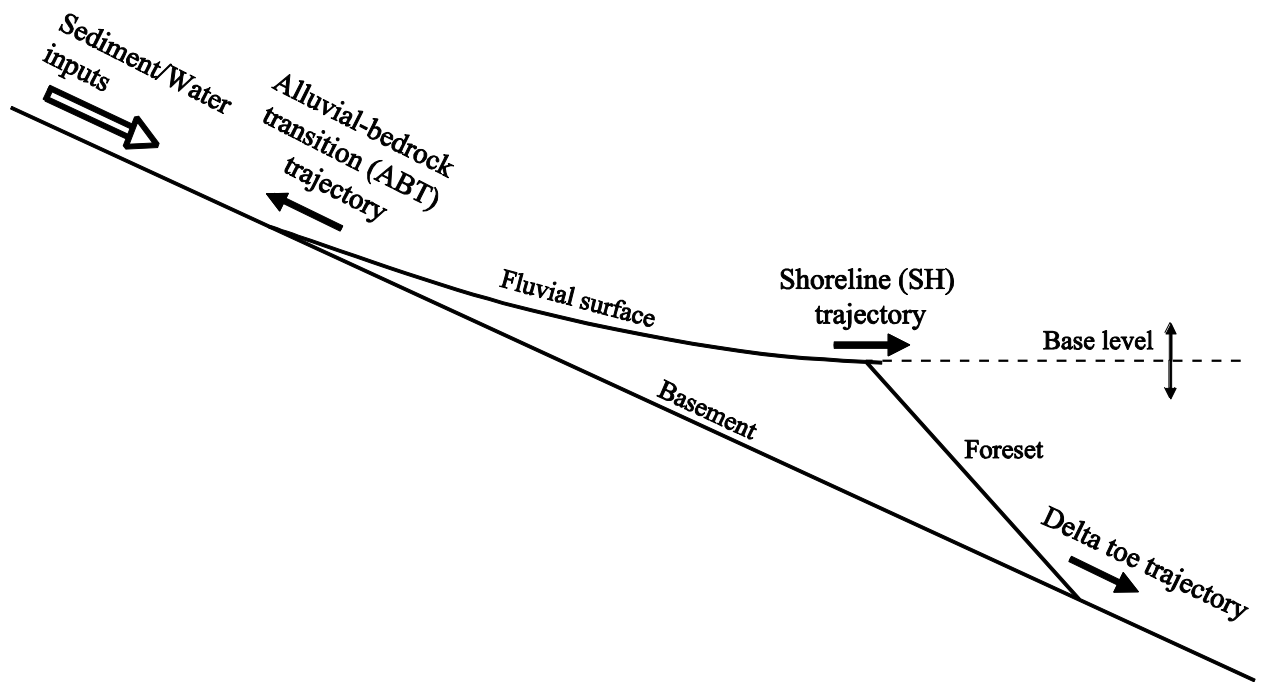 Sediment/Water
inputs
Alluvial-bedrock
transition (ABT)
trajectory
Fluvial surface
Shoreline (SH)
trajectory
Base level
Basement
Foreset
Delta toe trajectory